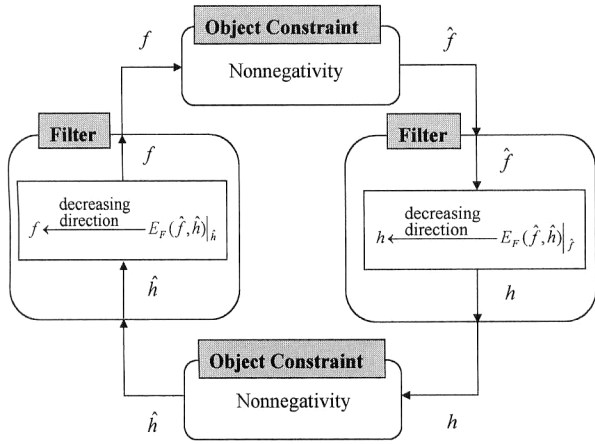 Object Constraint
f
f̂
Nonnegativity
Filter
Filter
f
f̂
decreasing
direction
f ← E_F(f̂,ĥ)|_ĥ
decreasing
direction
h ← E_F(f̂,ĥ)|_f̂
ĥ
h
Object Constraint
Nonnegativity
ĥ
h